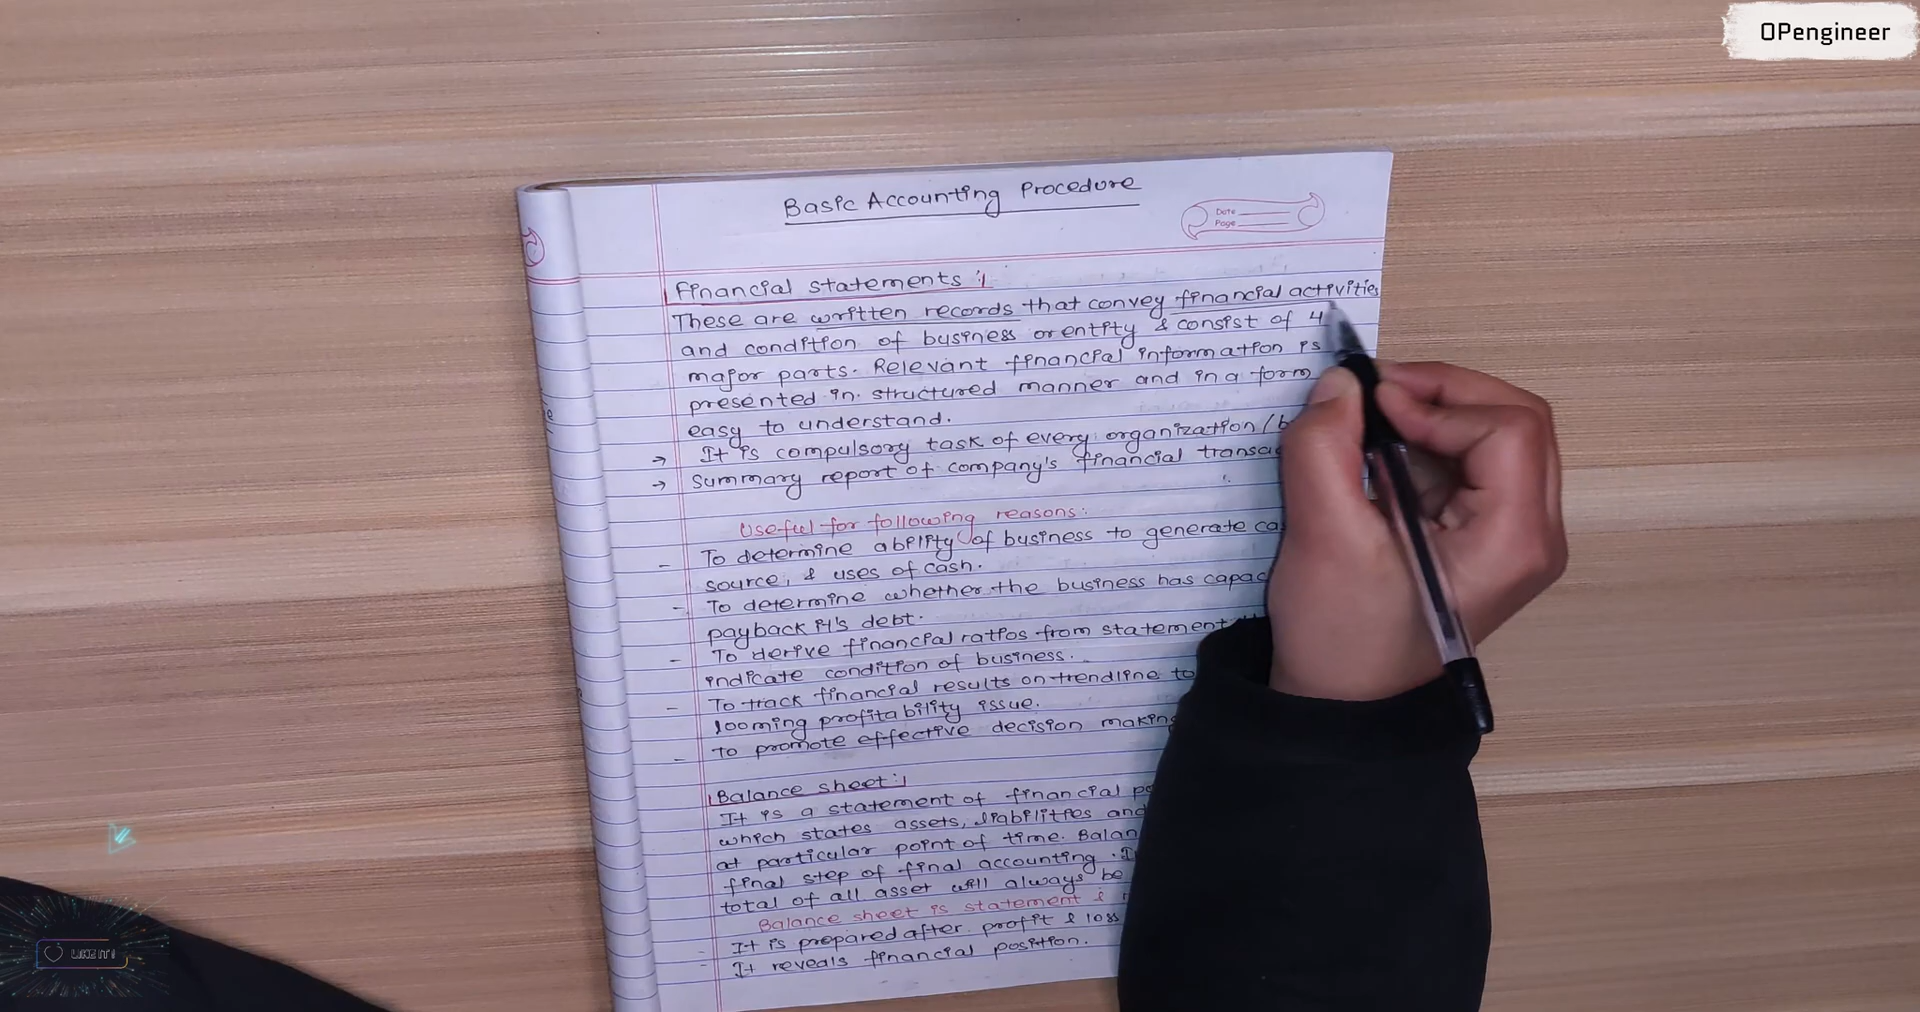 OPengineer
Basic Accounting Procedure
Date
Page
Financial statements :
These are written records that convey financial activities
and condition of business or entity & consist of 4
major parts. Relevant financial information is
presented in structured manner and in a form
easy to understand.
→ It is compulsory task of every organization/
→ Summary report of company's financial
Useful for following reasons:
- To determine ability of business to generate
source, & uses of cash.
- To determine whether the business has
payback it's debt.
- To derive financial ratios from statement
indicate condition of business.
- To track financial results on trendline to
looming profitability issue.
- To promote effective decision
Balance sheet :
It is a statement of financial
which states assets, liabilities and
at particular point of time.
final step of final accounting.
total of all asset will always be
Balance sheet is statement &
- It is prepared after profit & loss
- It reveals financial position.
LIKE IT!